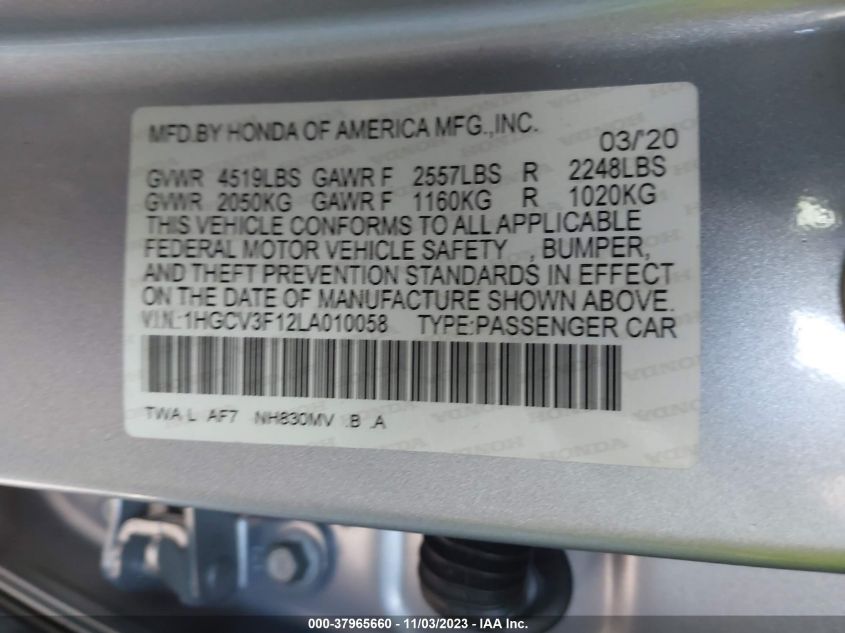 MFD.BY HONDA OF AMERICA MFG.,INC.
03/'20
GVWR 4519LBS GAWR F 2557LBS R 2248LBS
GVWR 2050KG GAWR F 1160KG R 1020KG
THIS VEHICLE CONFORMS TO ALL APPLICABLE
FEDERAL MOTOR VEHICLE SAFETY , BUMPER,
AND THEFT PREVENTION STANDARDS IN EFFECT
ON THE DATE OF MANUFACTURE SHOWN ABOVE.
V.I.N.:1HGCV3F12LA010058 TYPE:PASSENGER CAR
TWA L AF7 NH830MV .B .A
000-37965660 - 11/03/2023 - IAA Inc.